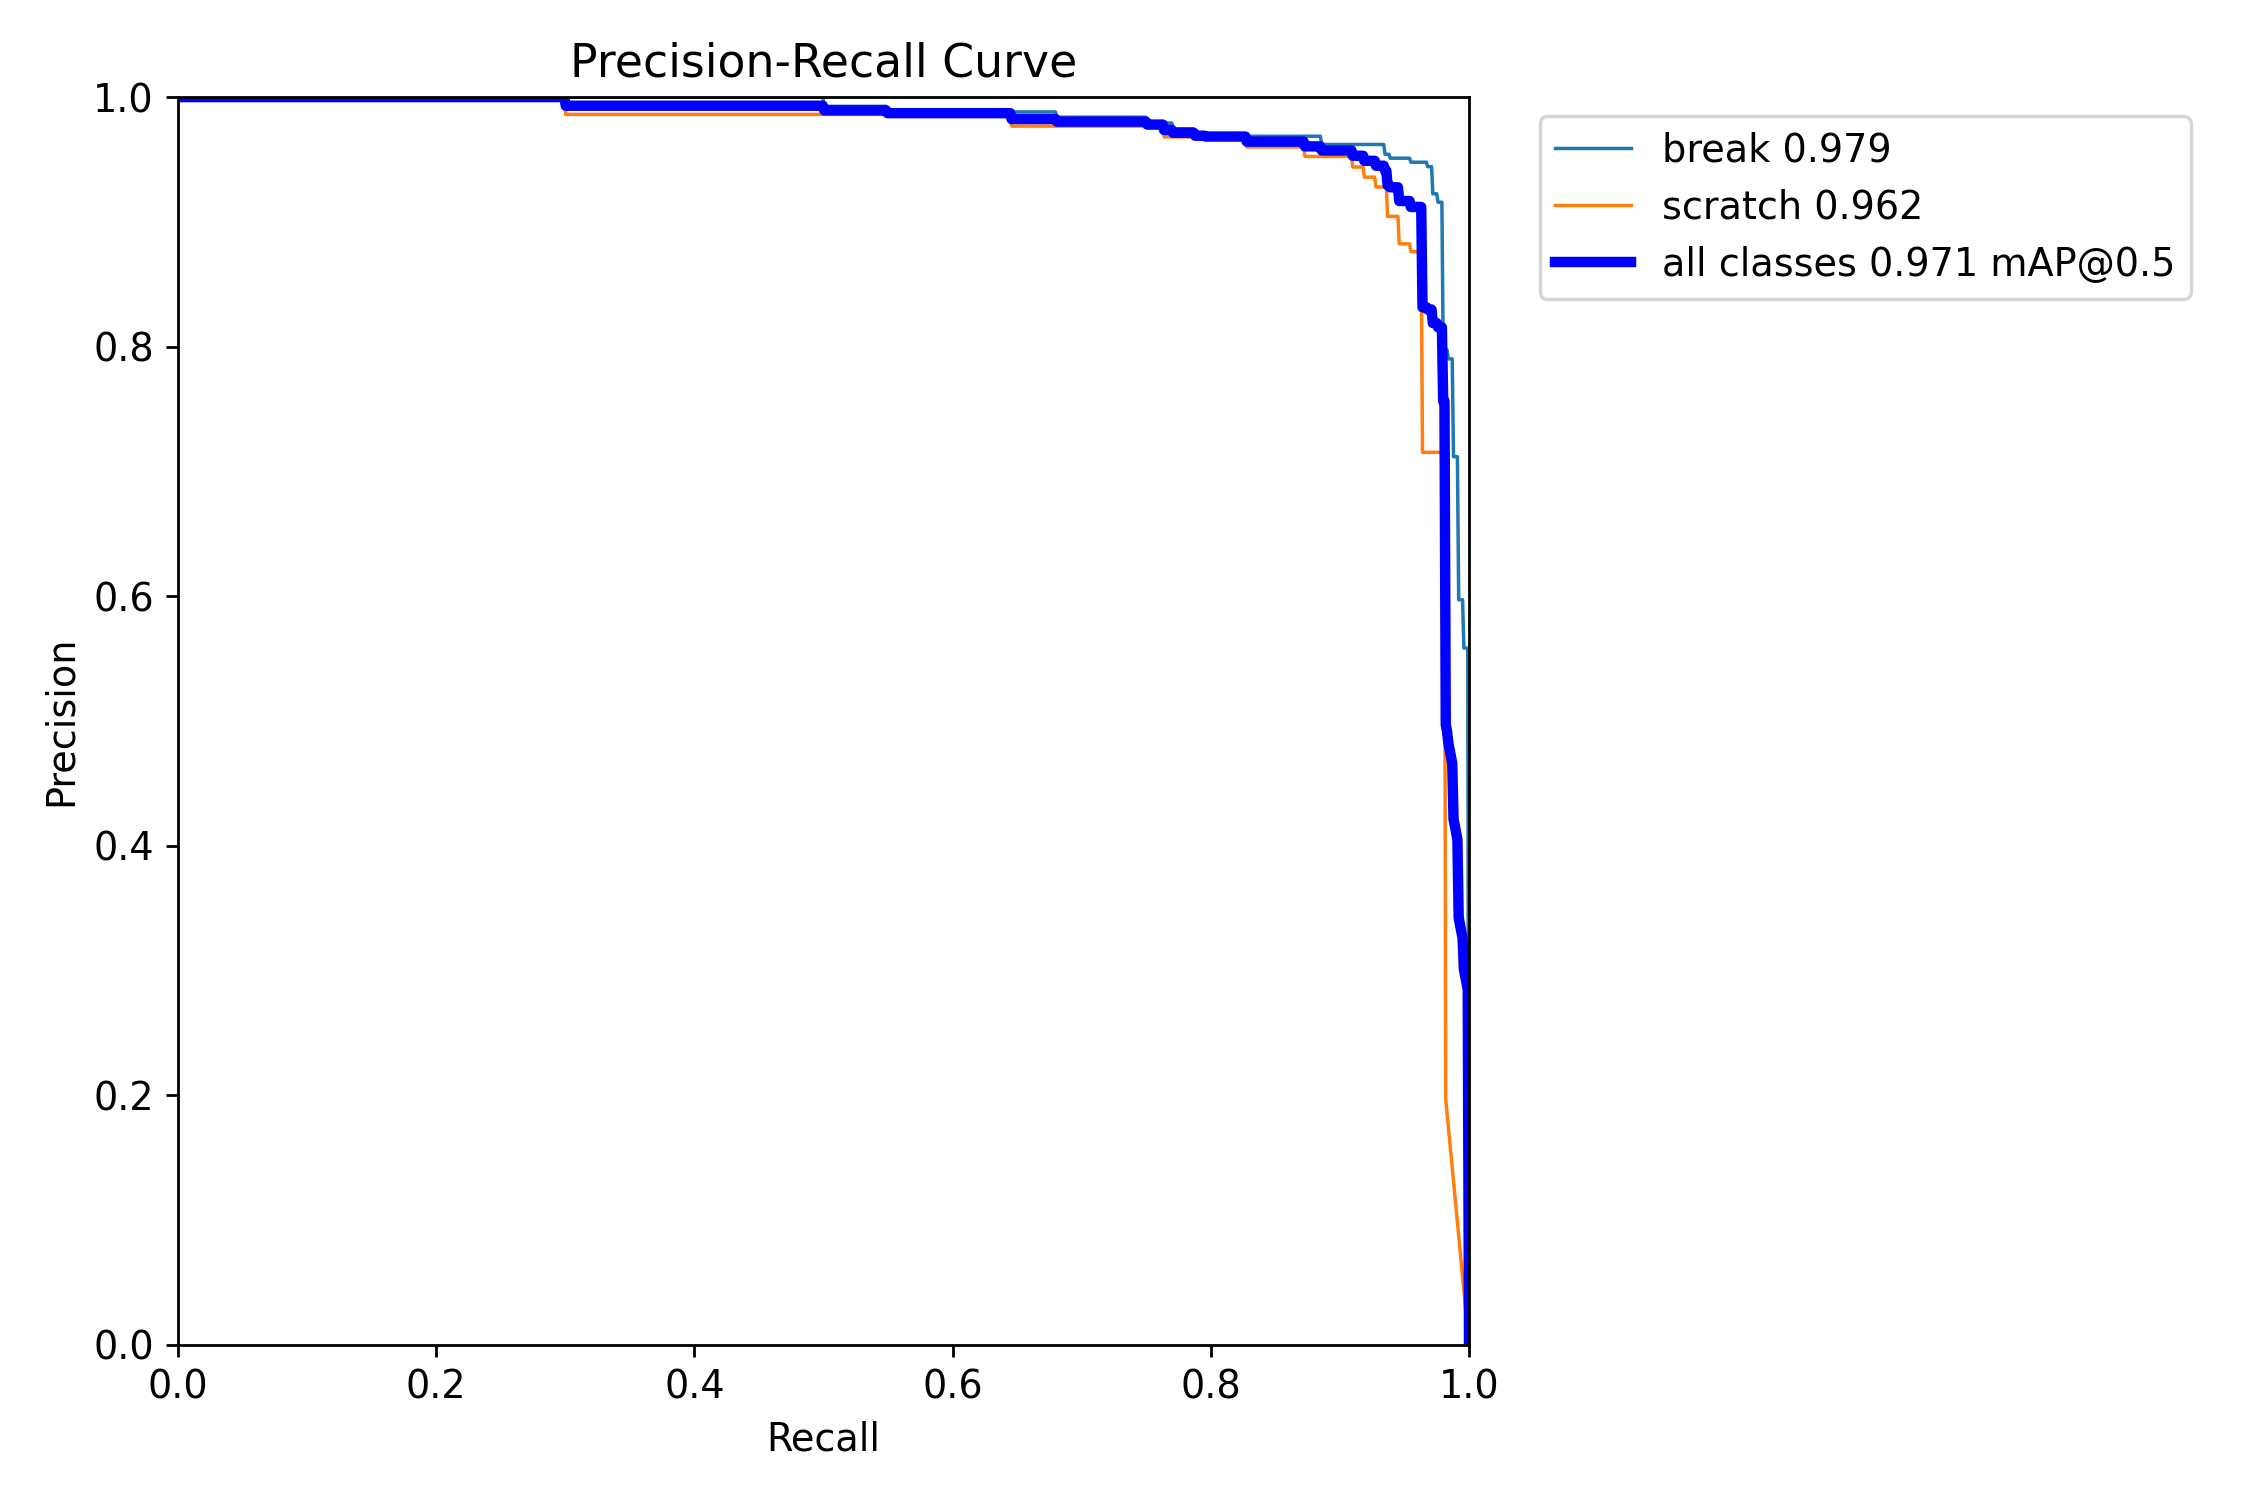 Precision-Recall Curve
1.0
0.8
0.6
0.4
0.2
0.0
Precision
0.0 0.2 0.4 0.6 0.8 1.0
Recall
break 0.979
scratch 0.962
all classes 0.971 mAP@0.5